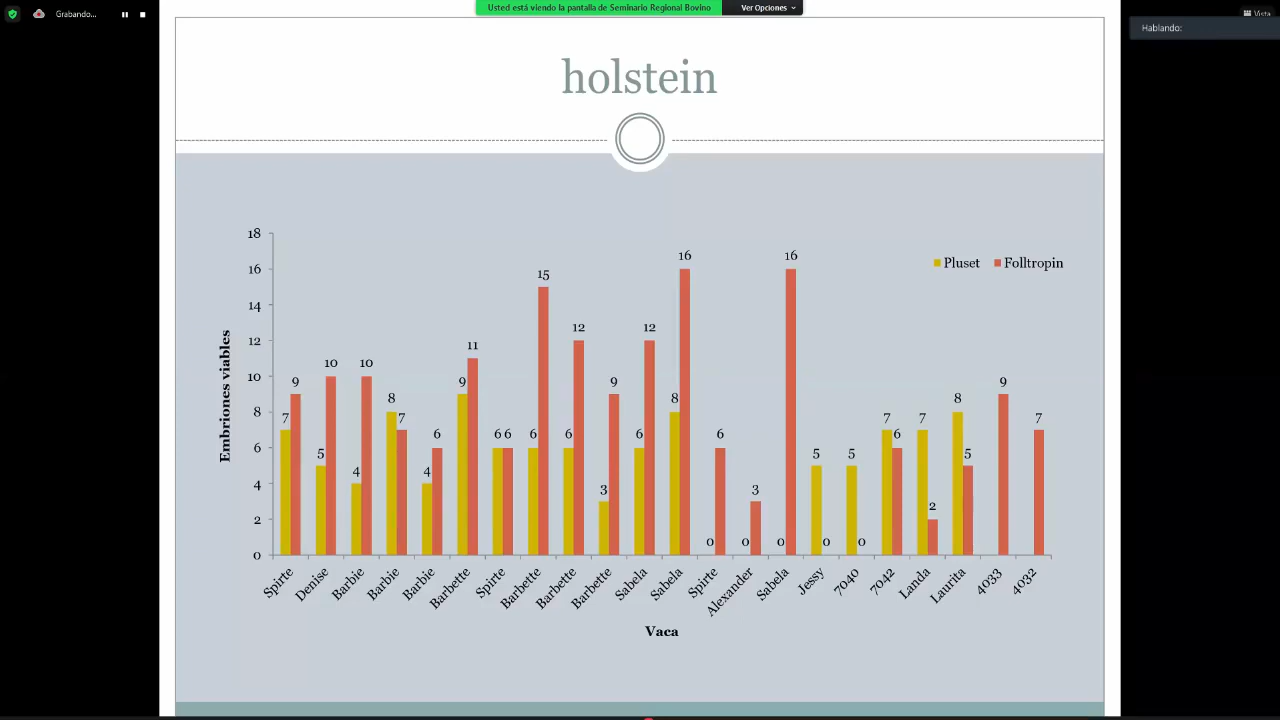 Grabando...
Usted está viendo la pantalla de Seminario Regional Bovino
Ver Opciones
Vista
Hablando:
holstein
Pluset
Folltropin
Embriones viables
18
16
14
12
10
8
6
4
2
0
7 9
5 10
4 10
8 7
4 6
9 11
6 6
6 15
6 12
3 9
6 12
8 16
0 6
0 3
0 16
5 0
5 0
7 6
7 2
8 5
9
7
Spirte
Denise
Barbie
Barbie
Barbie
Barbette
Spirte
Barbette
Barbette
Barbette
Sabela
Sabela
Spirte
Alexander
Sabela
Jessy
7040
7042
Landa
Laurita
4033
4032
Vaca